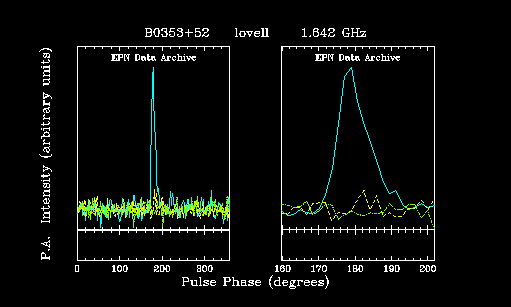 B0353+52 lovell 1.642 GHz
EPN Data Archive EPN Data Archive
P.A. Intensity (arbitrary units)
0 100 200 300 160 170 180 190 200
Pulse Phase (degrees)